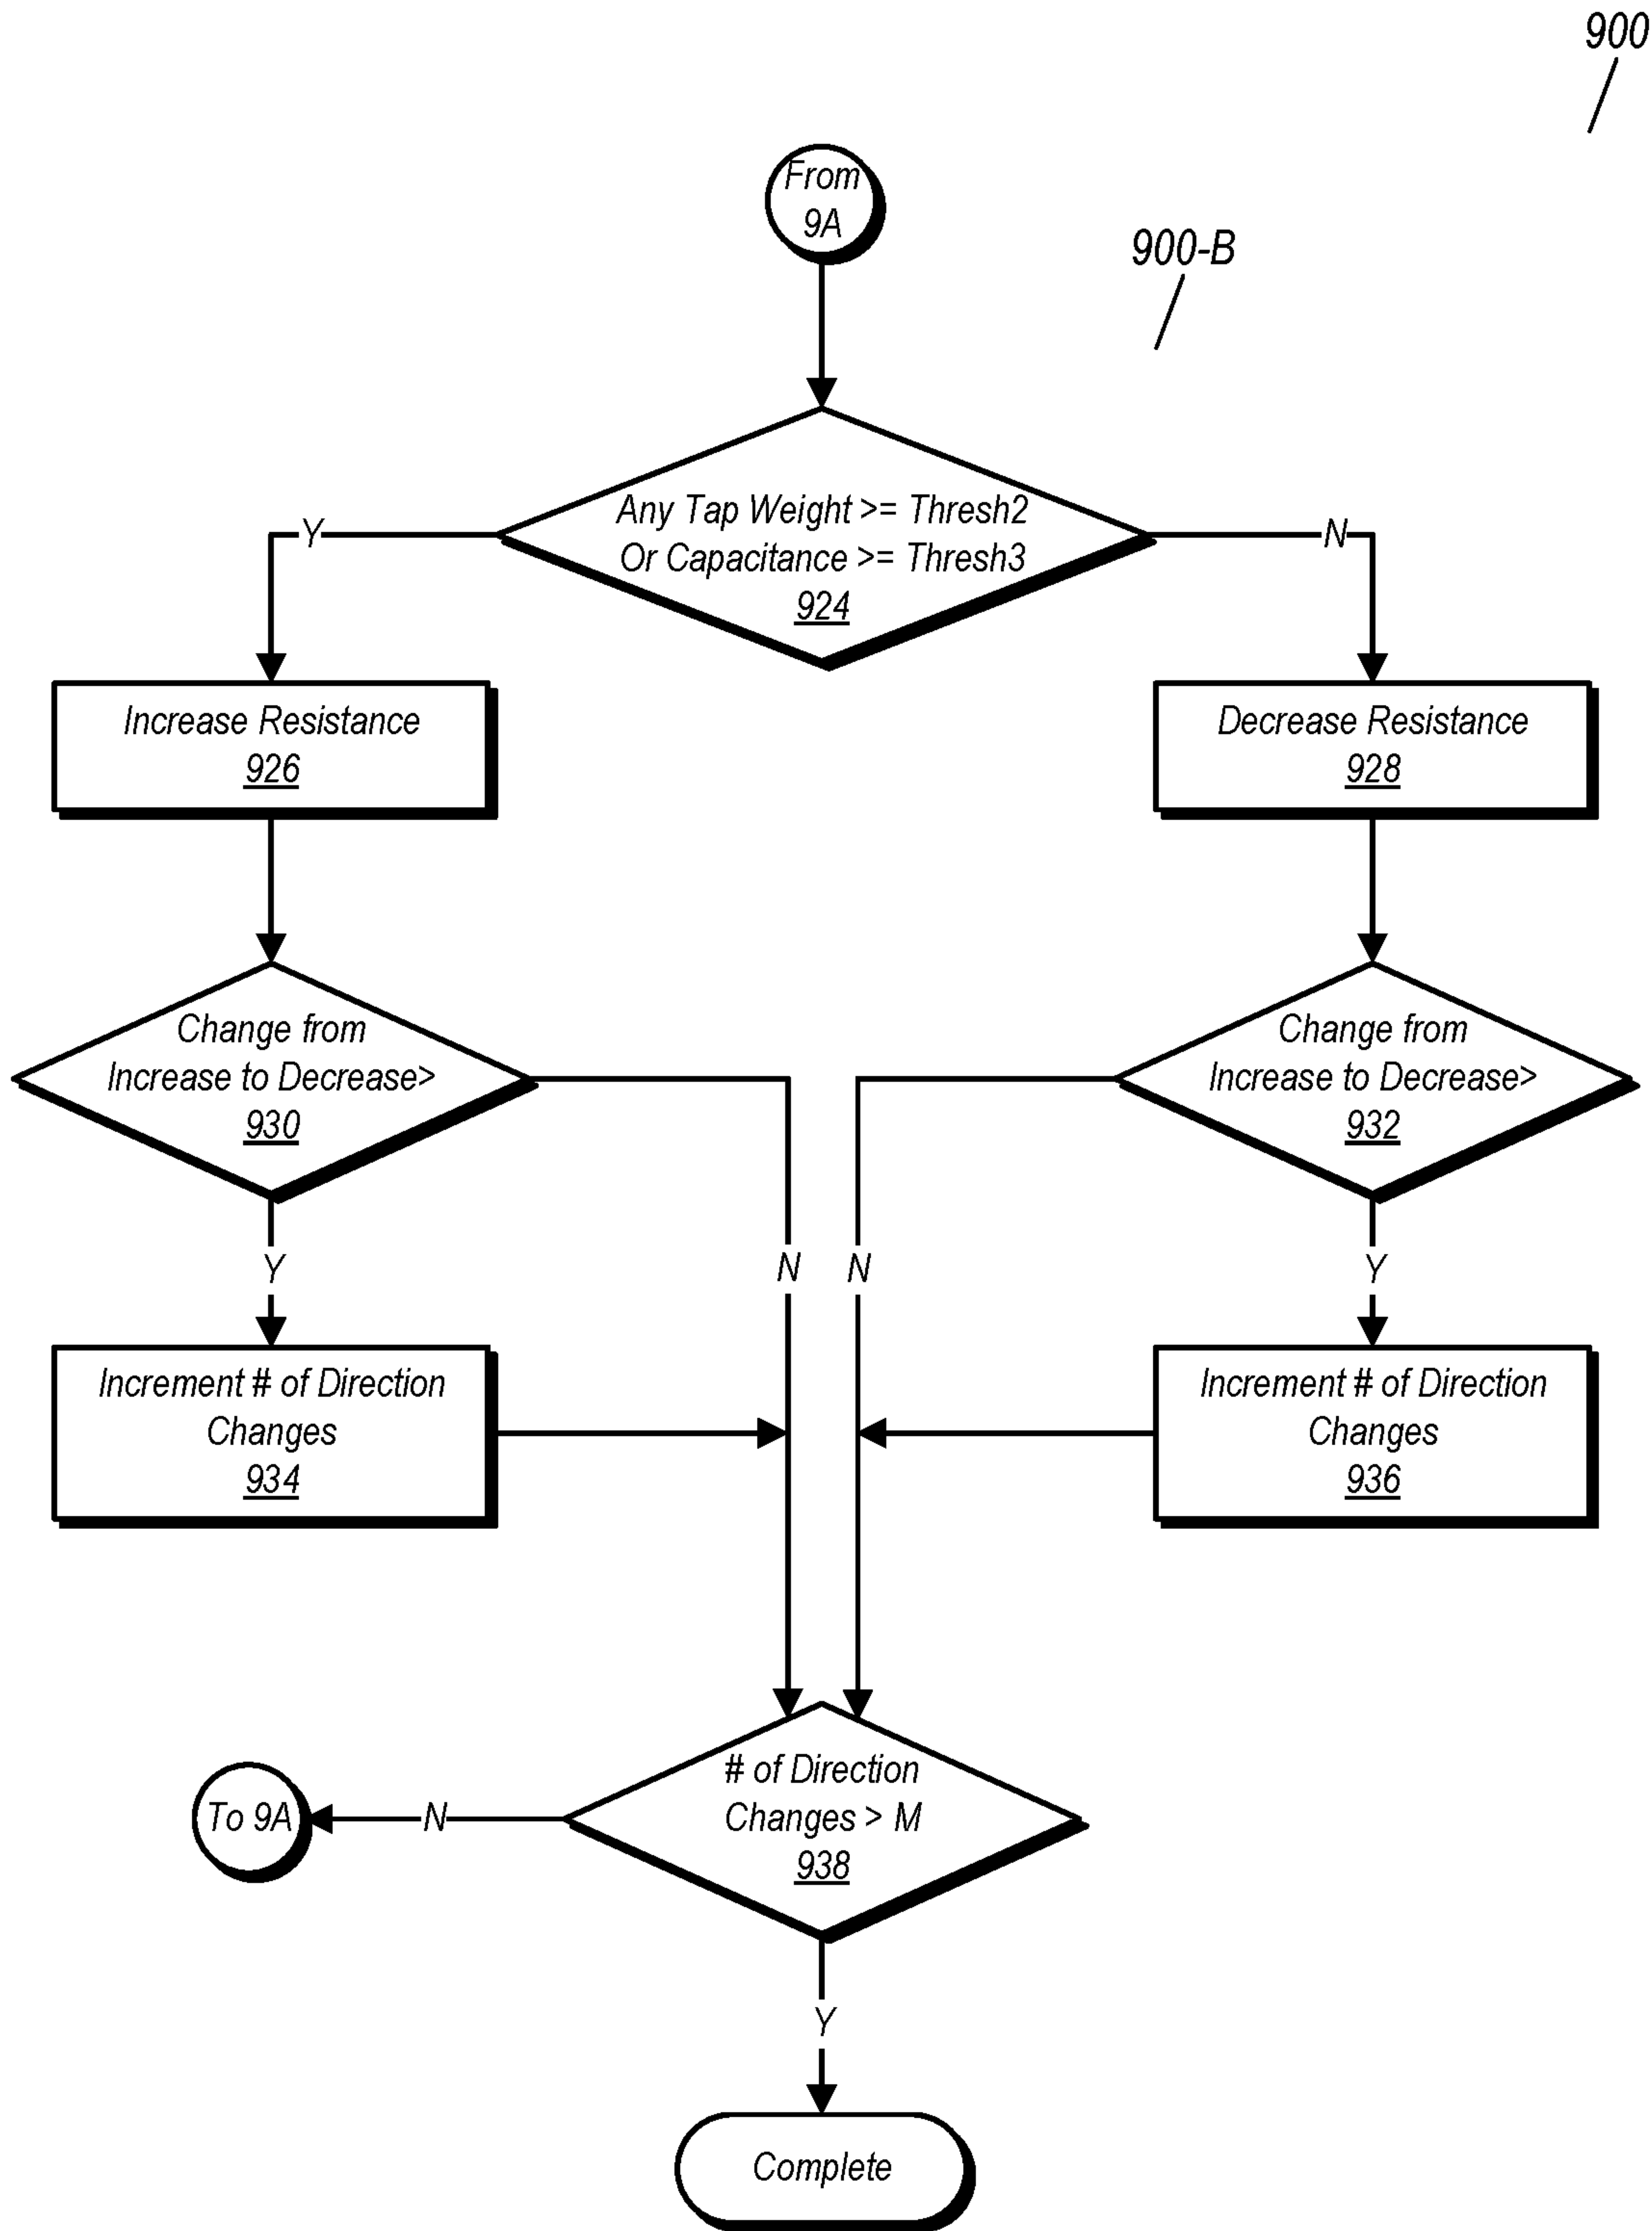 900
From
9A
900-B
Any Tap Weight >= Thresh2
Or Capacitance >= Thresh3
924
Y
N
Increase Resistance
926
Decrease Resistance
928
Change from
Increase to Decrease>
930
Change from
Increase to Decrease>
932
Y
N
N
Y
Increment # of Direction
Changes
934
Increment # of Direction
Changes
936
# of Direction
Changes > M
938
To 9A
N
Y
Complete